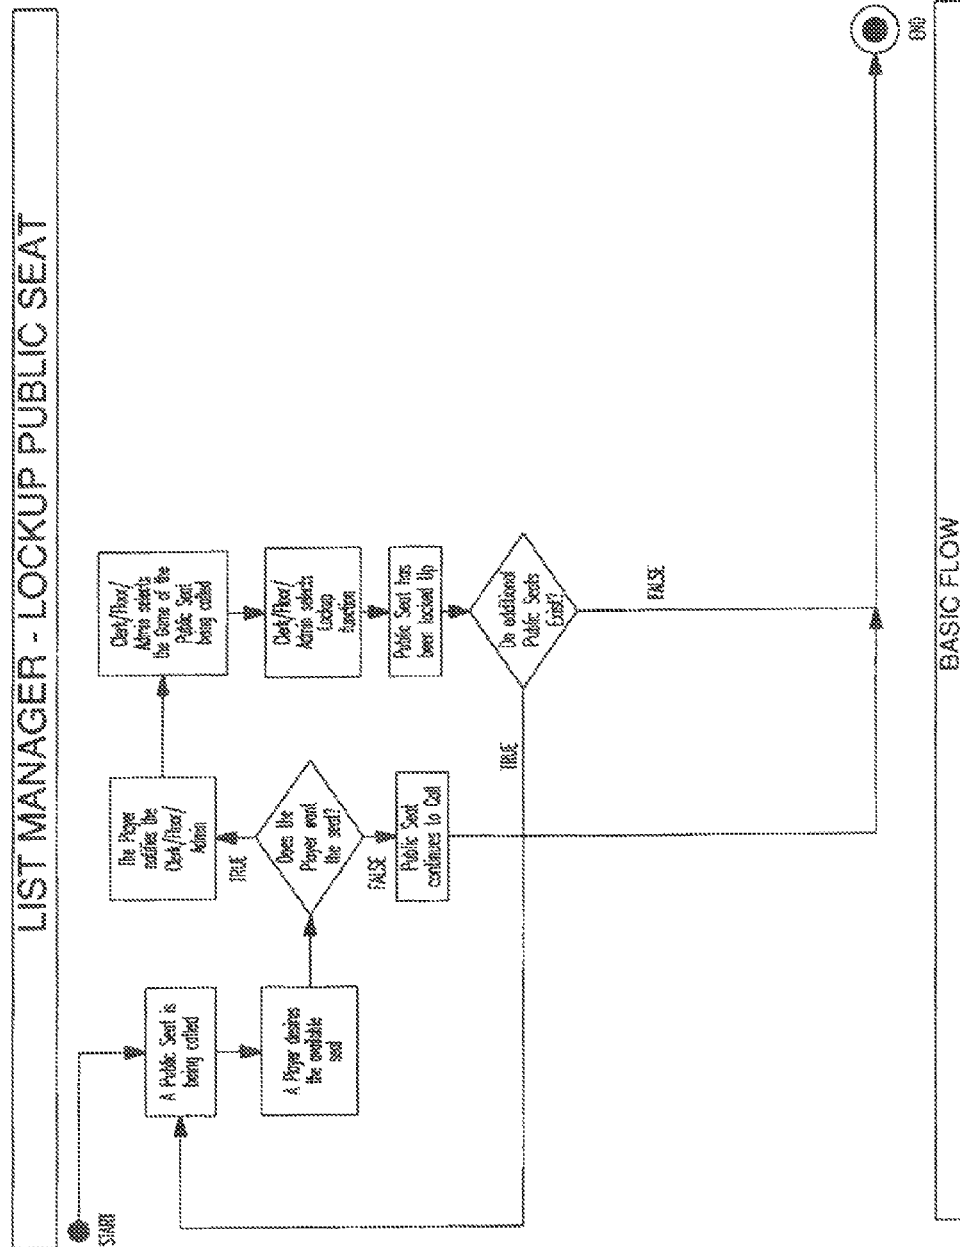 LIST MANAGER - LOCKUP PUBLIC SEAT
START
A Public Seat is
being called
A Player desires
the available
seat
Does the
Player want
the seat?
TRUE
The Player
notifies the
Clerk/Floor/
Admin
FALSE
Public Seat
continues to Call
Clerk/Floor/
Admin selects
the Game of the
Public Seat
being called
Clerk/Floor/
Admin selects
Lockup
Function
Public Seat has
been Locked Up
Do additional
Public Seats
Exist?
TRUE
FALSE
END
BASIC FLOW